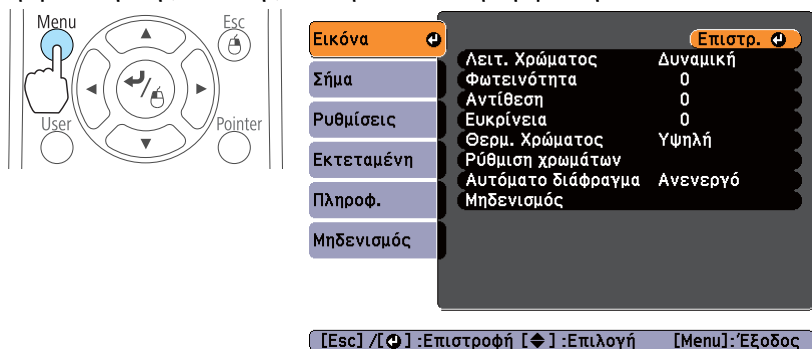 Menu
Esc
User
Pointer
Εικόνα
Σήμα
Ρυθμίσεις
Εκτεταμένη
Πληροφ.
Μηδενισμός
Επιστρ.
Λειτ. Χρώματος Δυναμική
Φωτεινότητα 0
Αντίθεση 0
Ευκρίνεια 0
Θερμ. Χρώματος Υψηλή
Ρύθμιση χρωμάτων
Αυτόματο διάφραγμα Ανενεργό
Μηδενισμός
[Esc] /[ ] :Επιστροφή [ ] :Επιλογή [Menu]:Έξοδος